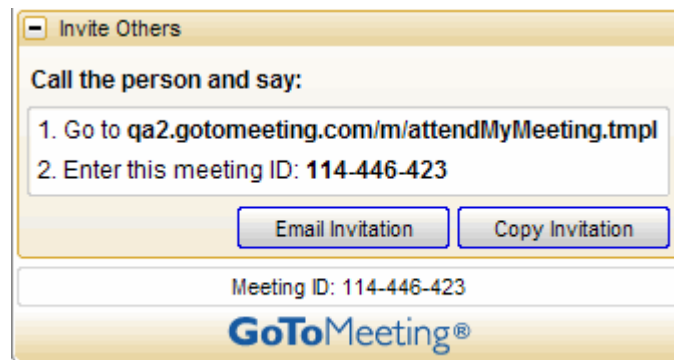 Invite Others
Call the person and say:
1. Go to qa2.gotomeeting.com/m/attendMyMeeting.tmpl
2. Enter this meeting ID: 114-446-423
Email Invitation Copy Invitation
Meeting ID: 114-446-423
GoToMeeting®